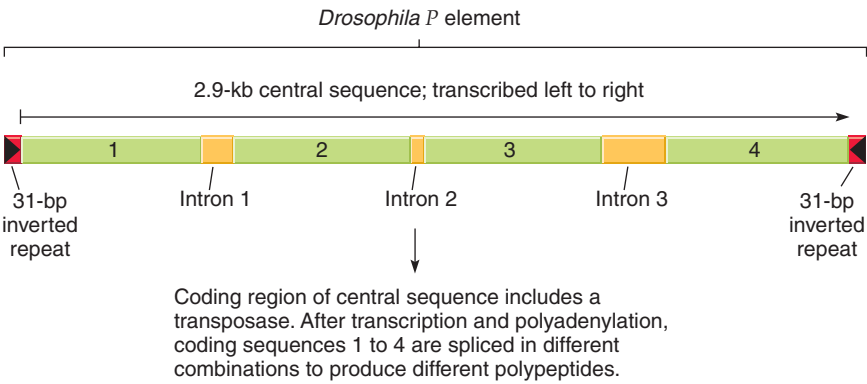 Drosophila P element
2.9-kb central sequence; transcribed left to right
1 2 3 4
31-bp
inverted
repeat
Intron 1
Intron 2
Intron 3
31-bp
inverted
repeat
Coding region of central sequence includes a
transposase. After transcription and polyadenylation,
coding sequences 1 to 4 are spliced in different
combinations to produce different polypeptides.